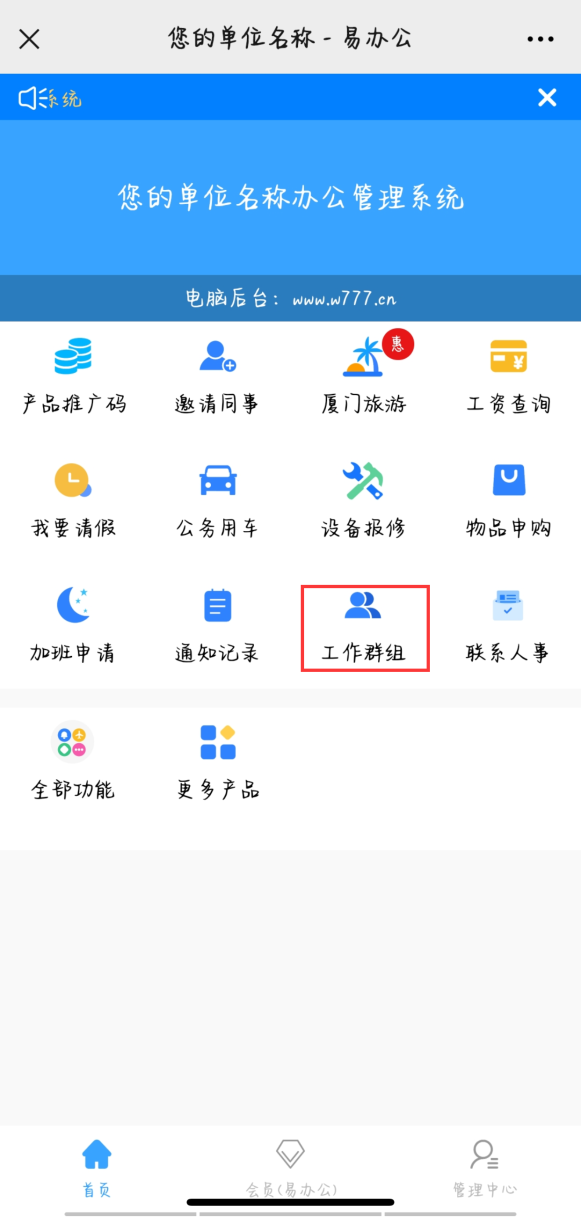 您的单位名称 - 易办公
系统
您的单位名称办公管理系统
电脑后台：www.w777.cn
惠
产品推广码 邀请同事 厦门旅游 工资查询
我要请假 公务用车 设备报修 物品申购
加班申请 通知记录 工作群组 联系人事
全部功能 更多产品
首页 会员(易办公) 管理中心